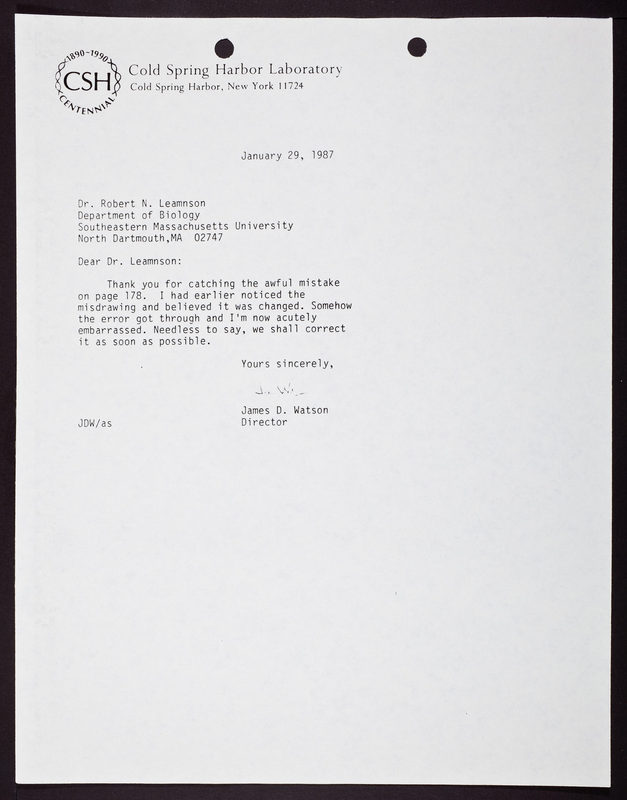 1890-1990
CSH
CENTENNIAL
Cold Spring Harbor Laboratory
Cold Spring Harbor, New York 11724
January 29, 1987
Dr. Robert N. Leamnson
Department of Biology
Southeastern Massachusetts University
North Dartmouth,MA 02747
Dear Dr. Leamnson:
Thank you for catching the awful mistake
on page 178. I had earlier noticed the
misdrawing and believed it was changed. Somehow
the error got through and I'm now acutely
embarrassed. Needless to say, we shall correct
it as soon as possible.
Yours sincerely,
James D. Watson
JDW/as Director